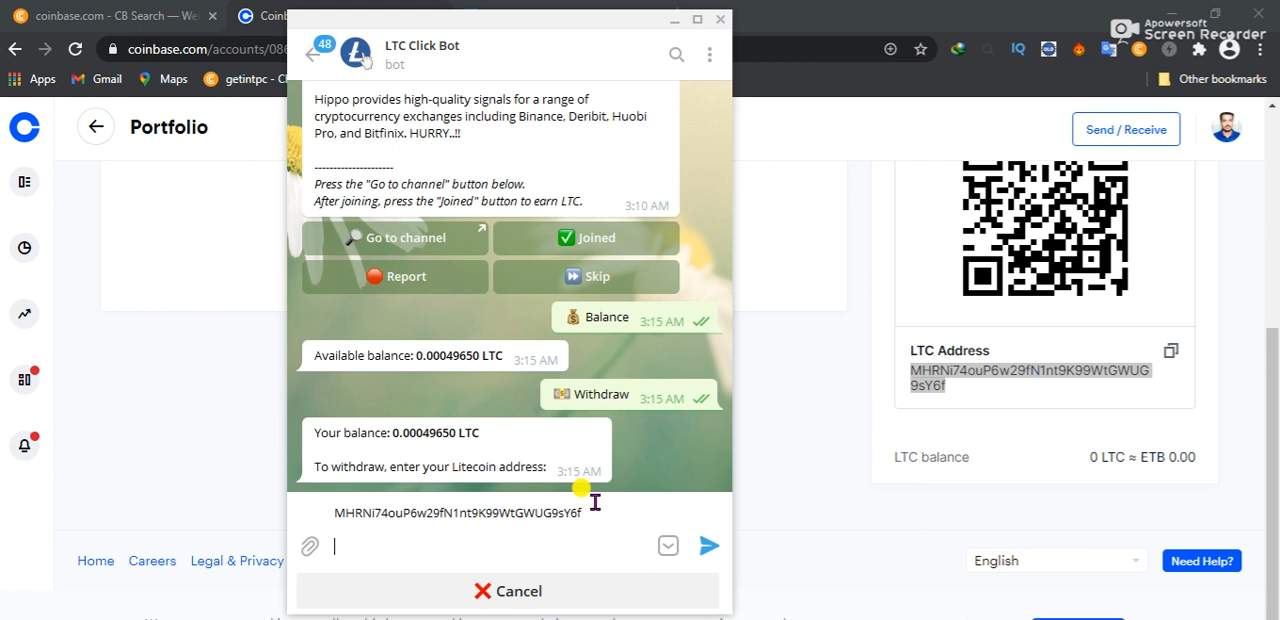 coinbase.com - CB Search — We
Coinb
Apowersoft
Screen Recorder
coinbase.com/accounts/086
Apps
Gmail
Maps
getintpc - C
Other bookmarks
Portfolio
Send / Receive
48
LTC Click Bot
bot
Hippo provides high-quality signals for a range of
cryptocurrency exchanges including Binance, Deribit, Huobi
Pro, and Bitfinix. HURRY..!!
---------------------
Press the "Go to channel" button below.
After joining, press the "Joined" button to earn LTC.
3:10 AM
Go to channel
Joined
Report
Skip
Balance 3:15 AM
Available balance: 0.00049650 LTC 3:15 AM
Withdraw 3:15 AM
Your balance: 0.00049650 LTC
To withdraw, enter your Litecoin address: 3:15 AM
MHRNi74ouP6w29fN1nt9K99WtGWUG9sY6f
Cancel
LTC Address
MHRNi74ouP6w29fN1nt9K99WtGWUG
9sY6f
LTC balance
0 LTC ≈ ETB 0.00
Home
Careers
Legal & Privacy
English
Need Help?